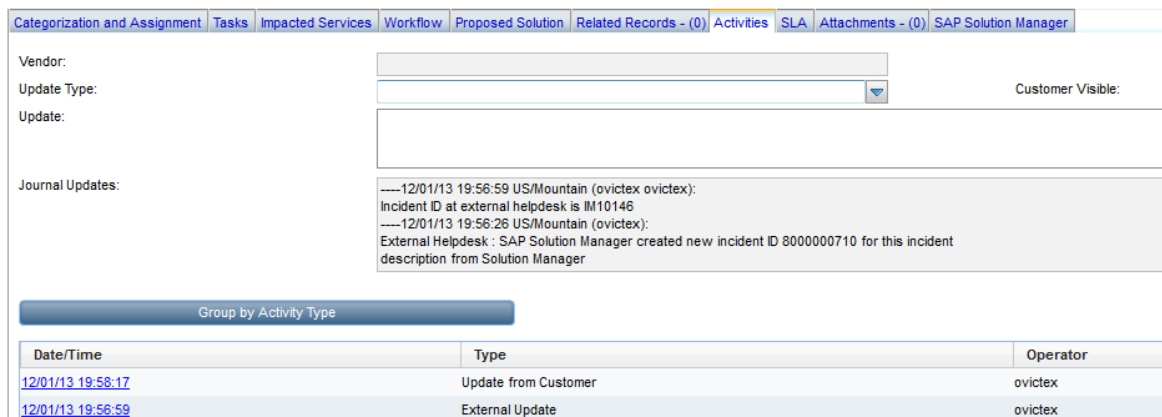 Categorization and Assignment Tasks Impacted Services Workflow Proposed Solution Related Records - (0) Activities SLA Attachments - (0) SAP Solution Manager
Vendor:
Update Type: Customer Visible:
Update:
Journal Updates:
----12/01/13 19:56:59 US/Mountain (ovictex ovictex):
Incident ID at external helpdesk is IM10146
----12/01/13 19:56:26 US/Mountain (ovictex):
External Helpdesk : SAP Solution Manager created new incident ID 8000000710 for this incident
description from Solution Manager
Group by Activity Type
Date/Time Type Operator
12/01/13 19:58:17 Update from Customer ovictex
12/01/13 19:56:59 External Update ovictex